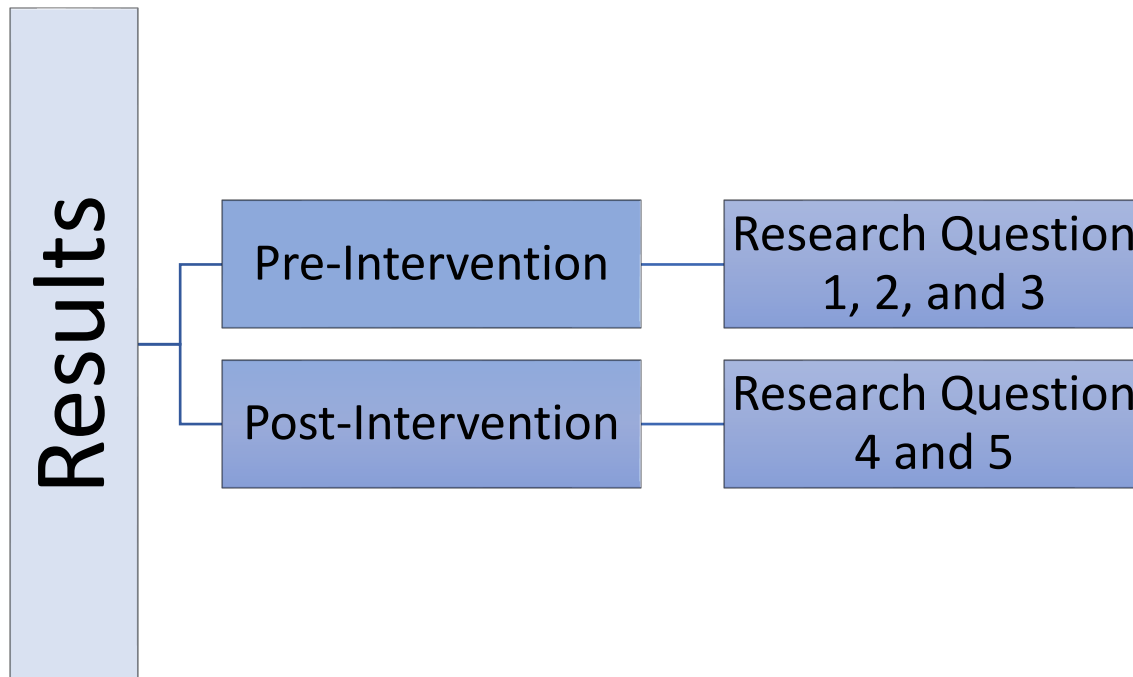 Results
Pre-Intervention
Research Question
1, 2, and 3
Post-Intervention
Research Question
4 and 5